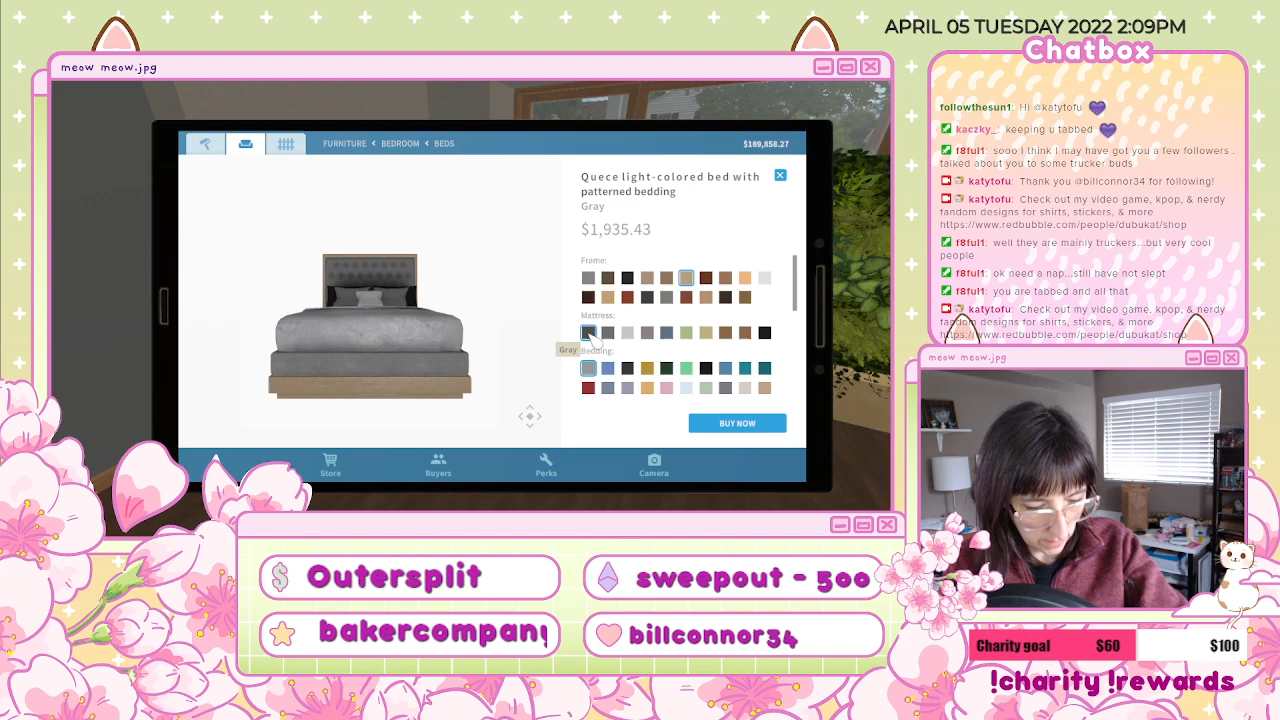 APRIL 05 TUESDAY 2022 2:09PM
meow meow.jpg
FURNITURE < BEDROOM < BEDS
$189,858.27
Quece light-colored bed with
patterned bedding
Gray
$1,935.43
Frame:
Mattress:
Gray
Bedding:
BUY NOW
Store
Buyers
Perks
Camera
Chatbox
followthesun1: Hi @katytofu
kaczky_: keeping u tabbed
f8ful1: sooo I think I may have got you a few followers .
talked about you to some trucker buds
katytofu: Thank you @billconnor34 for following!
katytofu: Check out my video game, kpop, & nerdy
fandom designs for shirts, stickers, & more
https://www.redbubble.com/people/dubukat/shop
f8ful1: well they are mainly truckers...but very cool
people
f8ful1: ok need a nap...still have not slept
f8ful1: you are tabbed and all that
katytofu: Check out my video game, kpop, & nerdy
fandom designs for shirts, stickers, & more
https://www.redbubble.com/people/dubukat/shop
meow meow.jpg
Outersplit
sweepout - 500
bakercompany
billconnor34
Charity goal $60 $100
!charity !rewards